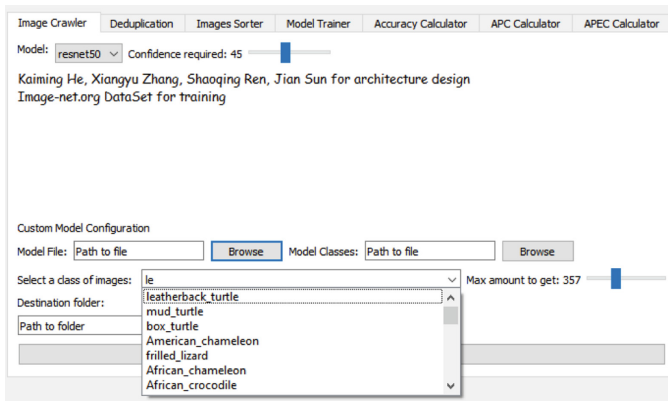 Image Crawler Deduplication Images Sorter Model Trainer Accuracy Calculator APC Calculator APEC Calculator
Model: resnet50 Confidence required: 45
Kaiming He, Xiangyu Zhang, Shaoqing Ren, Jian Sun for architecture design
Image-net.org DataSet for training
Custom Model Configuration
Model File: Path to file Browse Model Classes: Path to file Browse
Select a class of images: le Max amount to get: 357
leatherback_turtle
Destination folder:
mud_turtle
Path to folder
box_turtle
American_chameleon
frilled_lizard
African_chameleon
African_crocodile